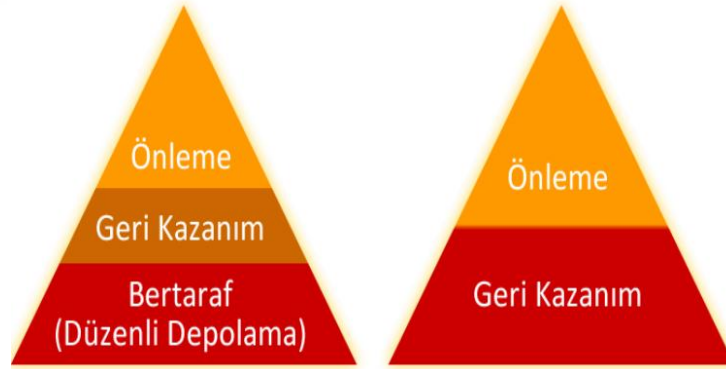 Önleme
Geri Kazanım
Bertaraf
(Düzenli Depolama)
Önleme
Geri Kazanım